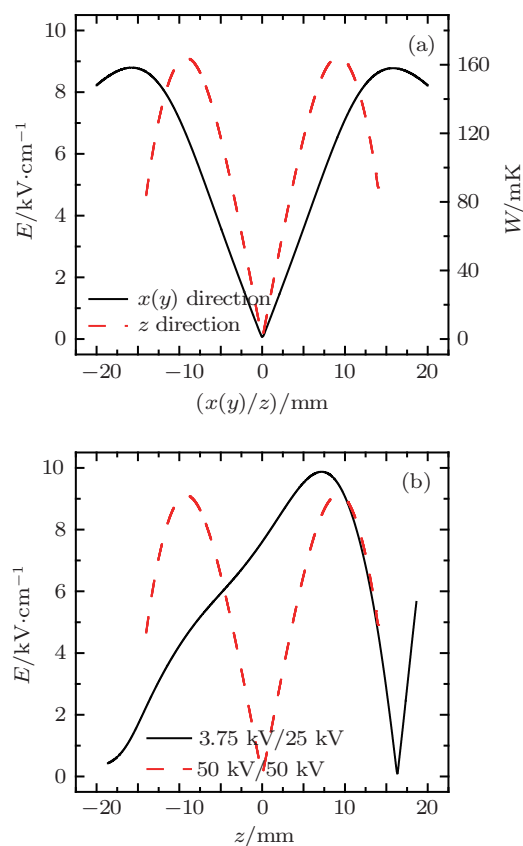 (a)
10
8
6
4
2
0
E/kV·cm⁻¹
160
120
80
40
0
W/mK
x(y) direction
z direction
−20 −10 0 10 20
(x(y)/z)/mm
(b)
10
8
6
4
2
0
E/kV·cm⁻¹
3.75 kV/25 kV
50 kV/50 kV
−20 −10 0 10 20
z/mm